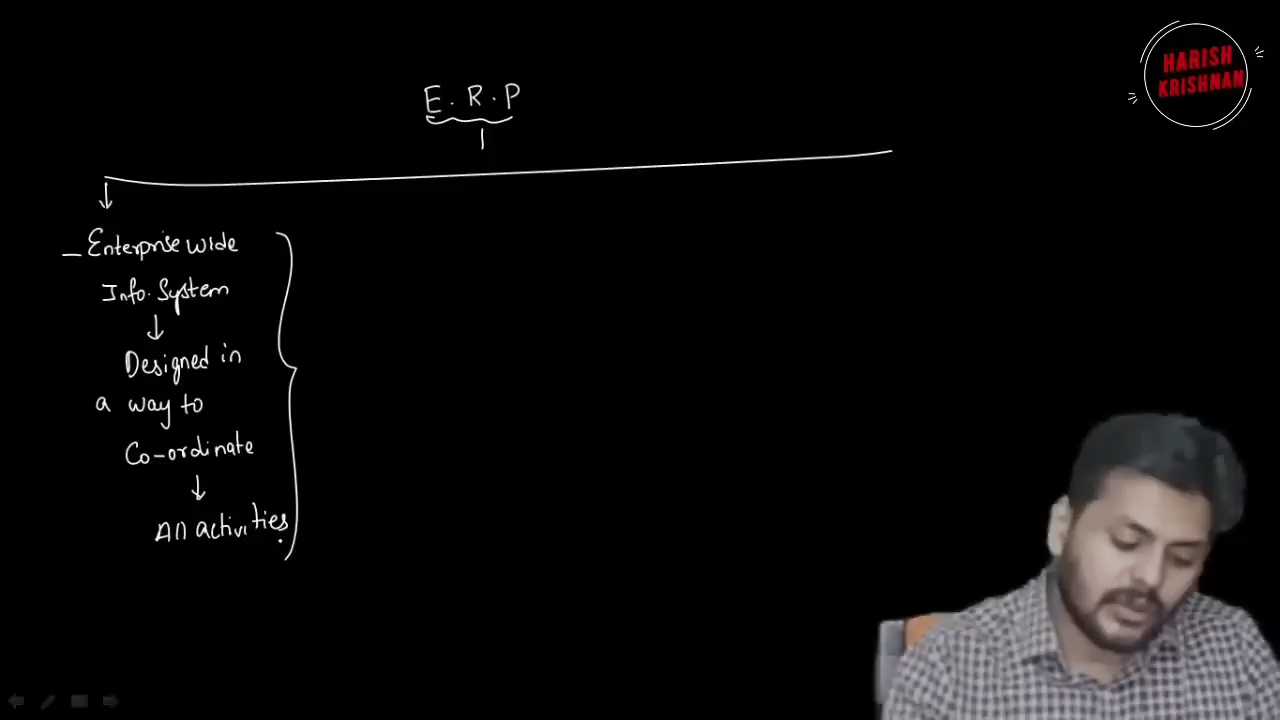 HARISH
KRISHNAN
E.R.P
Enterprise wide
Info. System
Designed in
a way to
Co-ordinate
All activities